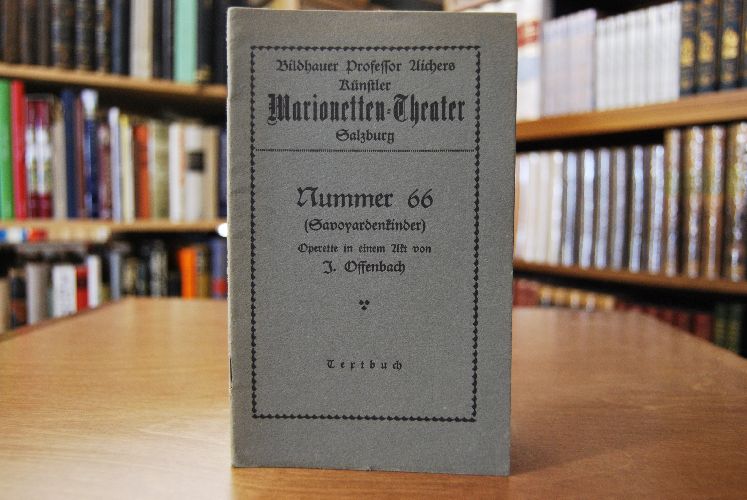 Bildhauer Professor Aichers
Künstler
Marionetten-Theater
Salzburg
Nummer 66
(Savoyardenkinder)
Operette in einem Akt von
J. Offenbach
Textbuch